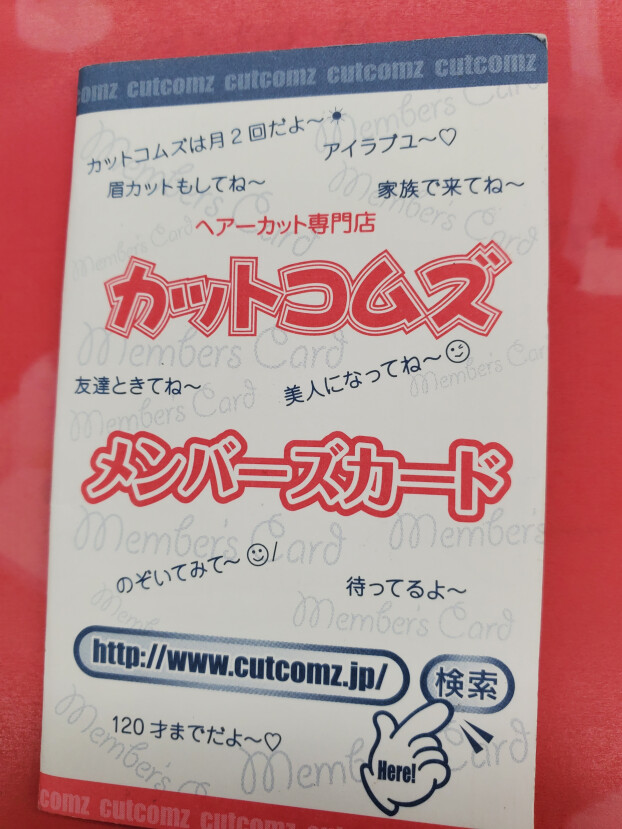 omz cutcomz cutcomz cutcomz cutcomz
カットコムズは月2回だよ～
アイラブユ～♡
眉カットもしてね～
家族で来てね～
ヘアーカット専門店
カットコムズ
友達ときてね～
美人になってね～
メンバーズカード
のぞいてみて～
待ってるよ～
http://www.cutcomz.jp/
検索
Here!
120才までだよ～♡
Member's Card
comz cutcomz cutcomz cutcomz